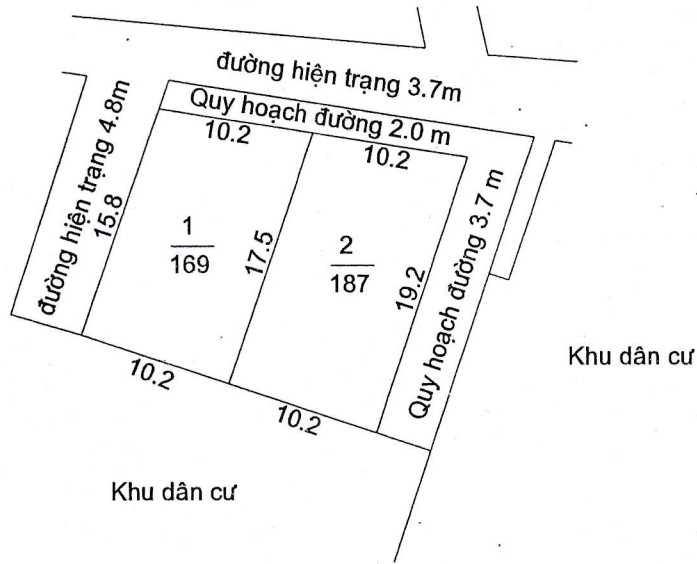 đường hiện trạng 3.7m
Quy hoạch đường 2.0 m
10.2
10.2
đường hiện trạng 4.8m
15.8
1
169
17.5
2
187
19.2
Quy hoạch đường 3.7 m
10.2
10.2
Khu dân cư
Khu dân cư